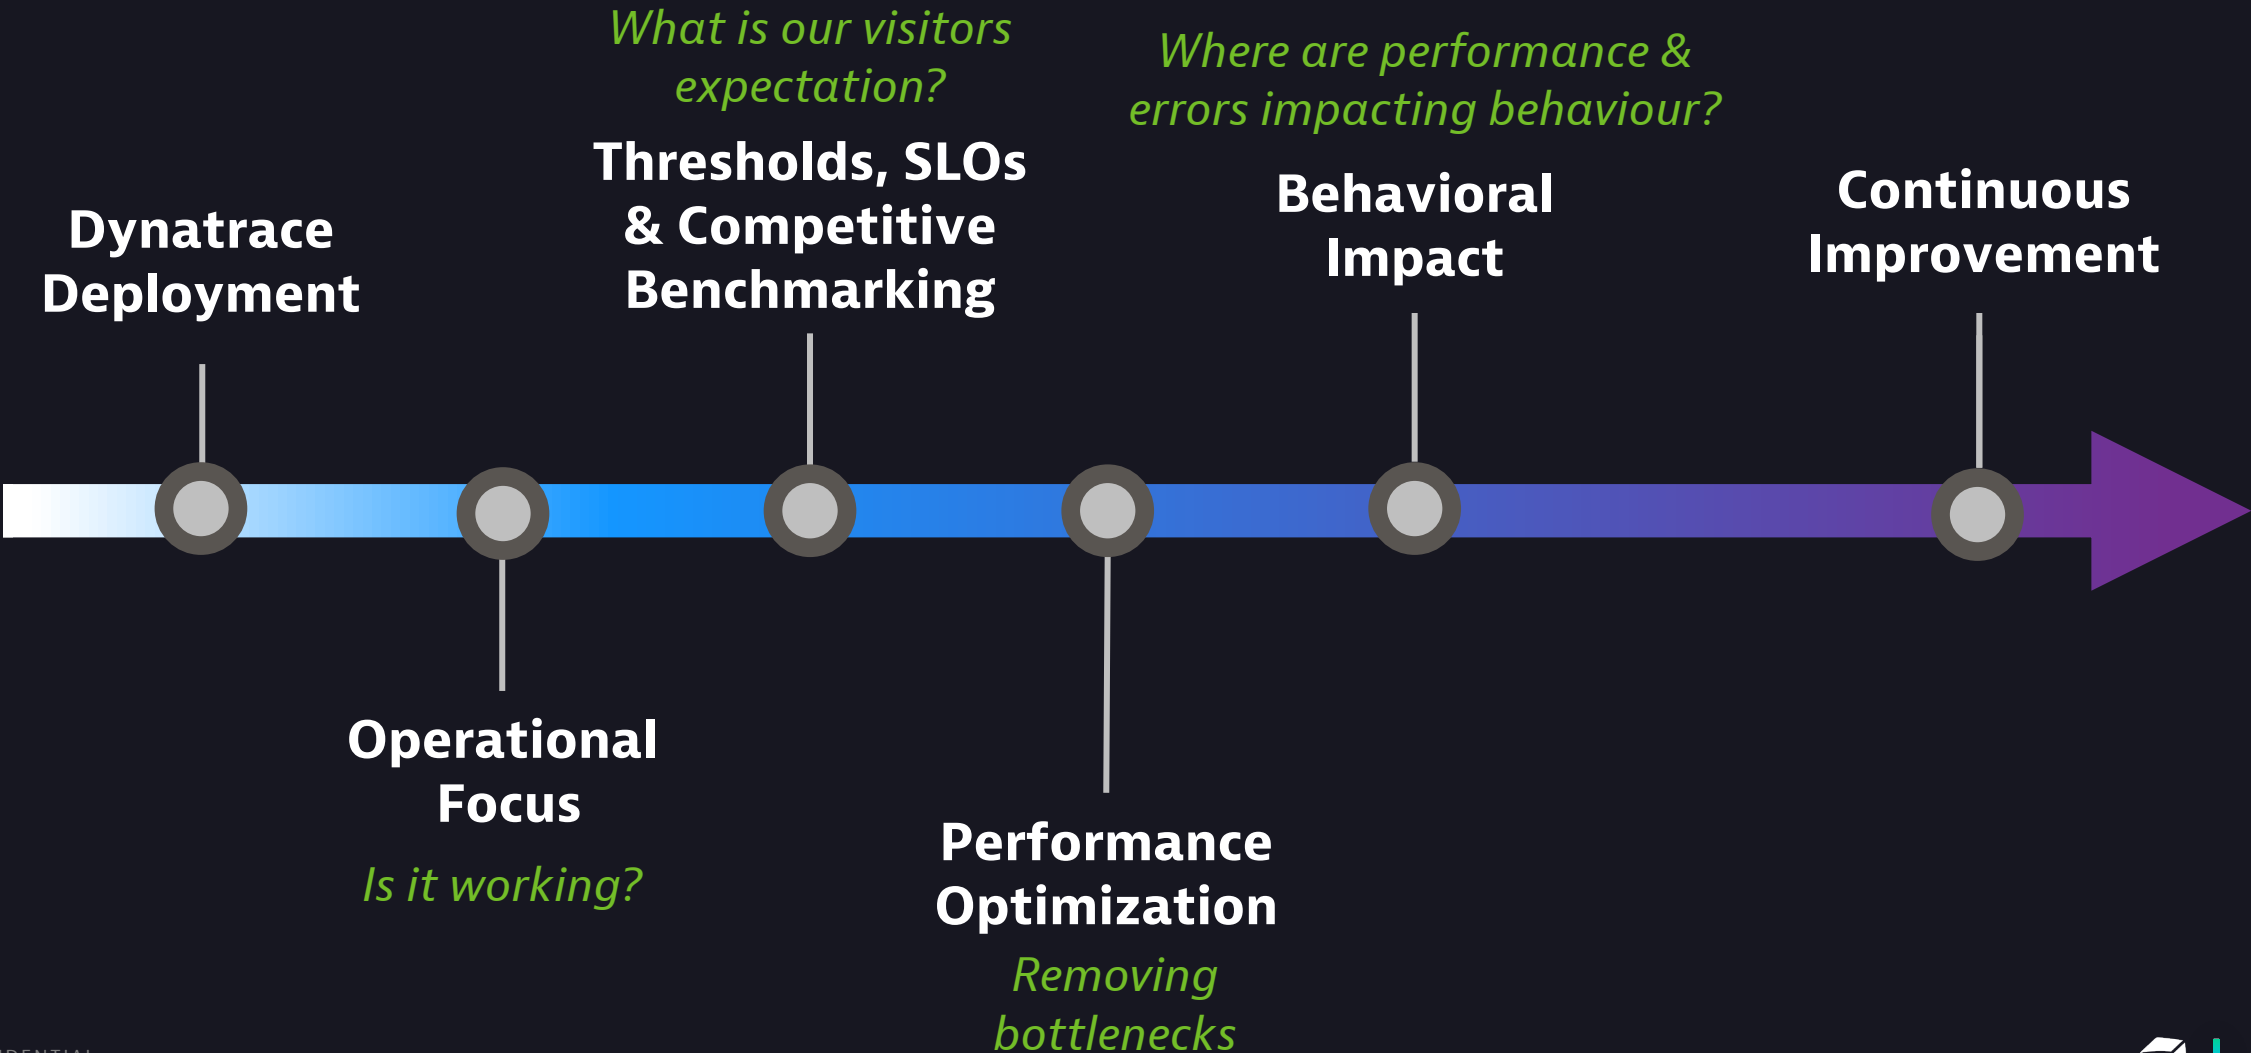 What is our visitors
expectation?
Thresholds, SLOs
& Competitive
Benchmarking
Where are performance &
errors impacting behaviour?
Behavioral
Impact
Continuous
Improvement
Dynatrace
Deployment
Operational
Focus
Is it working?
Performance
Optimization
Removing
bottlenecks